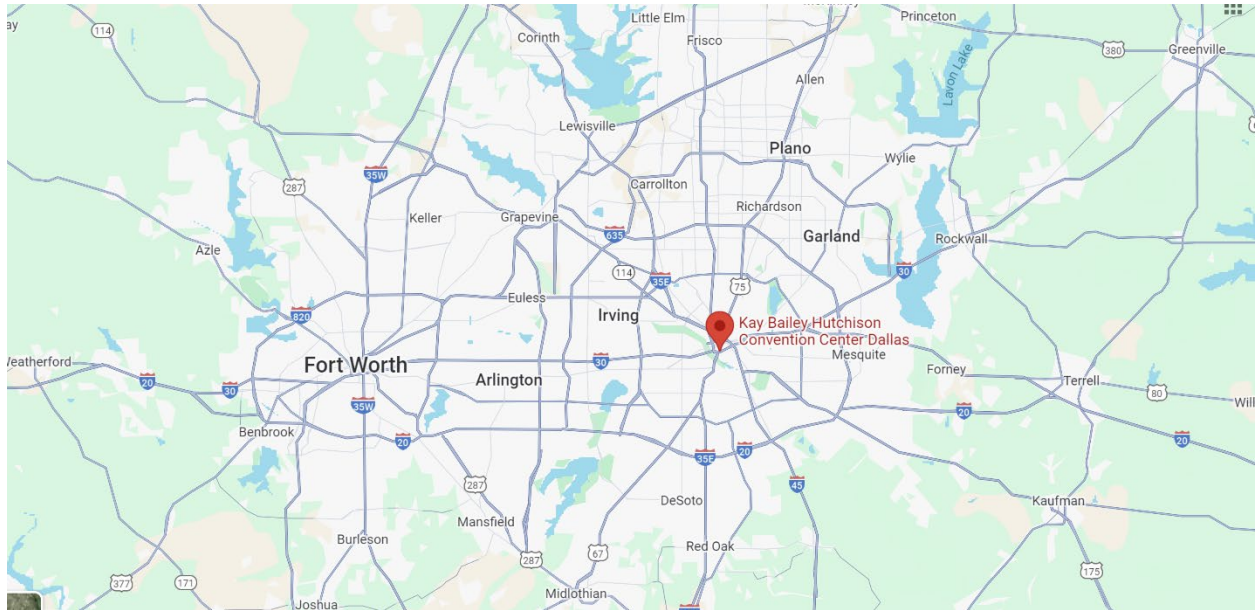 Little Elm
Princeton
114
Corinth
Frisco
380
Greenville
Allen
Lavon Lake
Lewisville
Plano
Wylie
35W
287
Carrollton
Richardson
Keller
Grapevine
635
Garland
Rockwall
Azle
114
35E
75
30
Euless
820
Irving
Kay Bailey Hutchison
Convention Center Dallas
Mesquite
Weatherford
Fort Worth
30
Arlington
Forney
20
30
Terrell
80
35W
20
Benbrook
20
35E
20
20
287
45
DeSoto
Kaufman
Mansfield
Burleson
Red Oak
67
287
377
171
175
Midlothian
Joshua